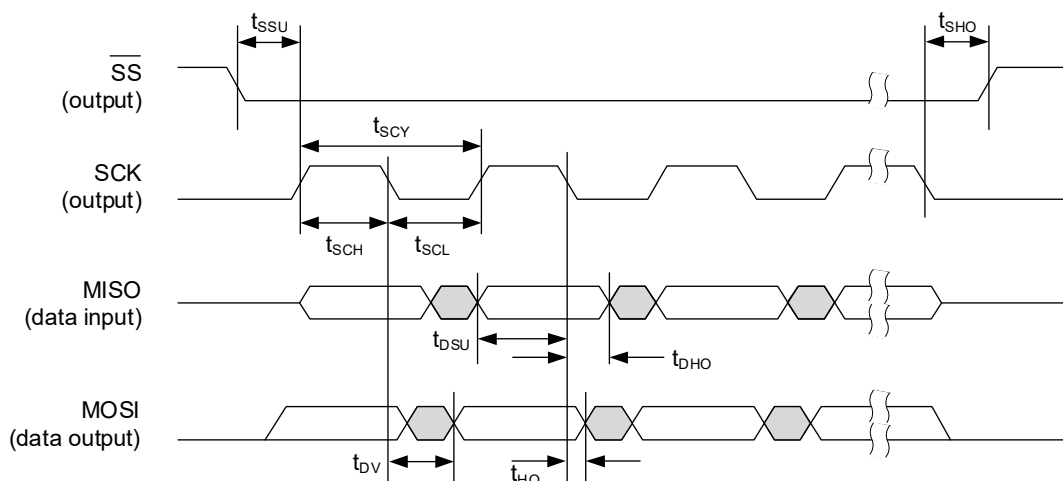 tSSU
tSHO
SS
(output)
tSCY
SCK
(output)
tSCH
tSCL
MISO
(data input)
tDSU
tDHO
MOSI
(data output)
tDV
tHO